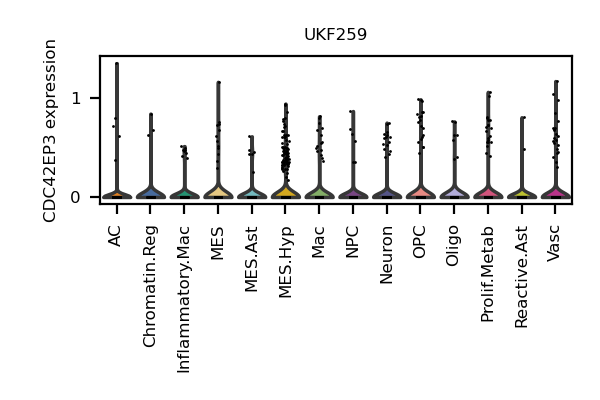 UKF259
CDC42EP3 expression
1
0
AC
Chromatin.Reg
Inflammatory.Mac
MES
MES.Ast
MES.Hyp
Mac
NPC
Neuron
OPC
Oligo
Prolif.Metab
Reactive.Ast
Vasc